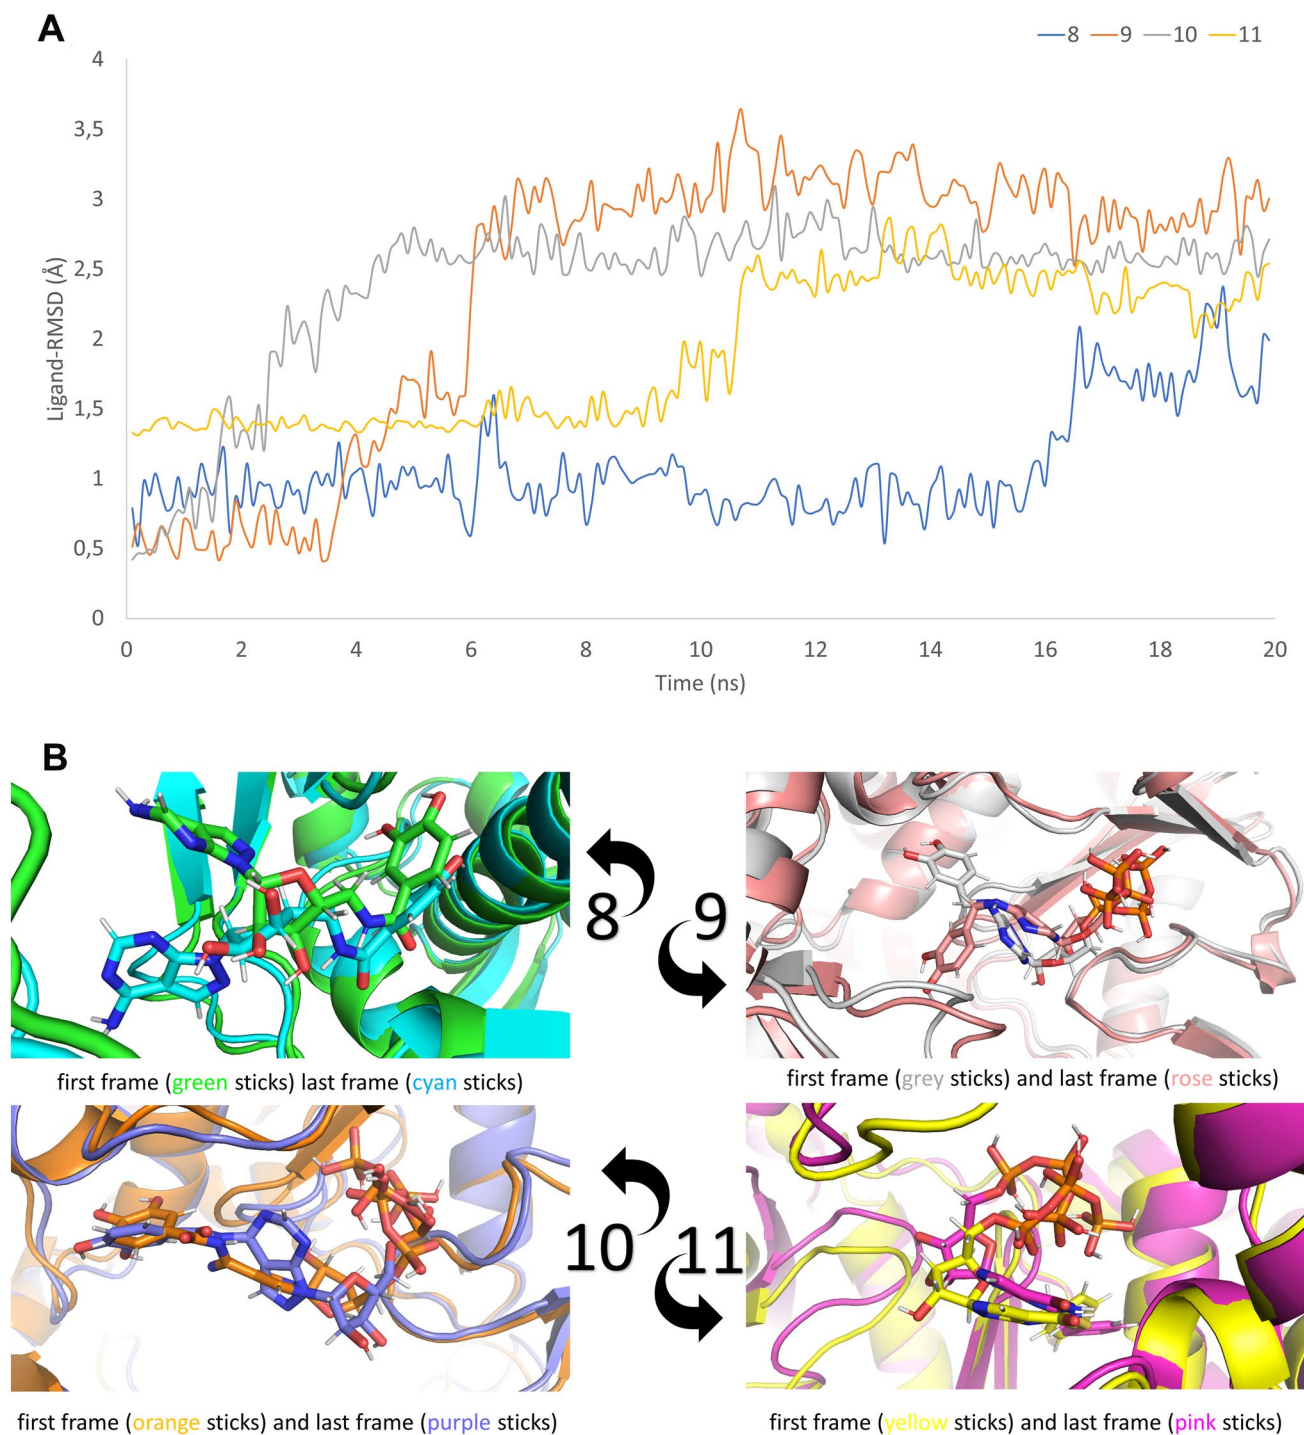 A
8 9 10 11
4
3,5
3
2,5
2
1,5
1
0,5
0
Ligand-RMSD (Å)
0 2 4 6 8 10 12 14 16 18 20
Time (ns)
B
8 9
first frame (green sticks) last frame (cyan sticks)
first frame (grey sticks) and last frame (rose sticks)
10 11
first frame (orange sticks) and last frame (purple sticks)
first frame (yellow sticks) and last frame (pink sticks)